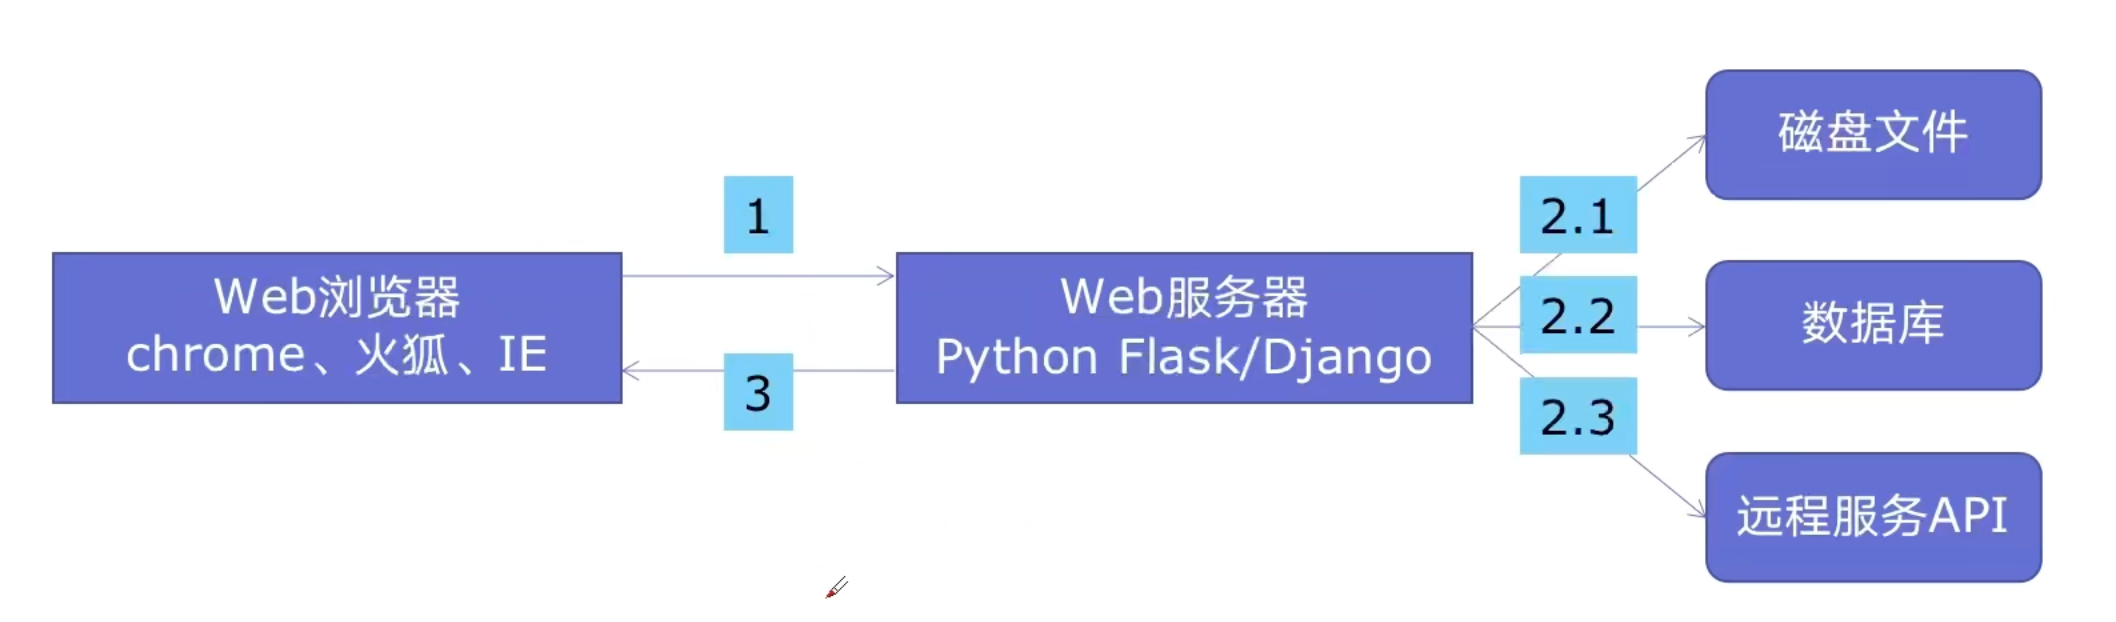 1
Web浏览器
chrome、火狐、IE
3
Web服务器
Python Flask/Django
2.1
2.2
2.3
磁盘文件
数据库
远程服务API